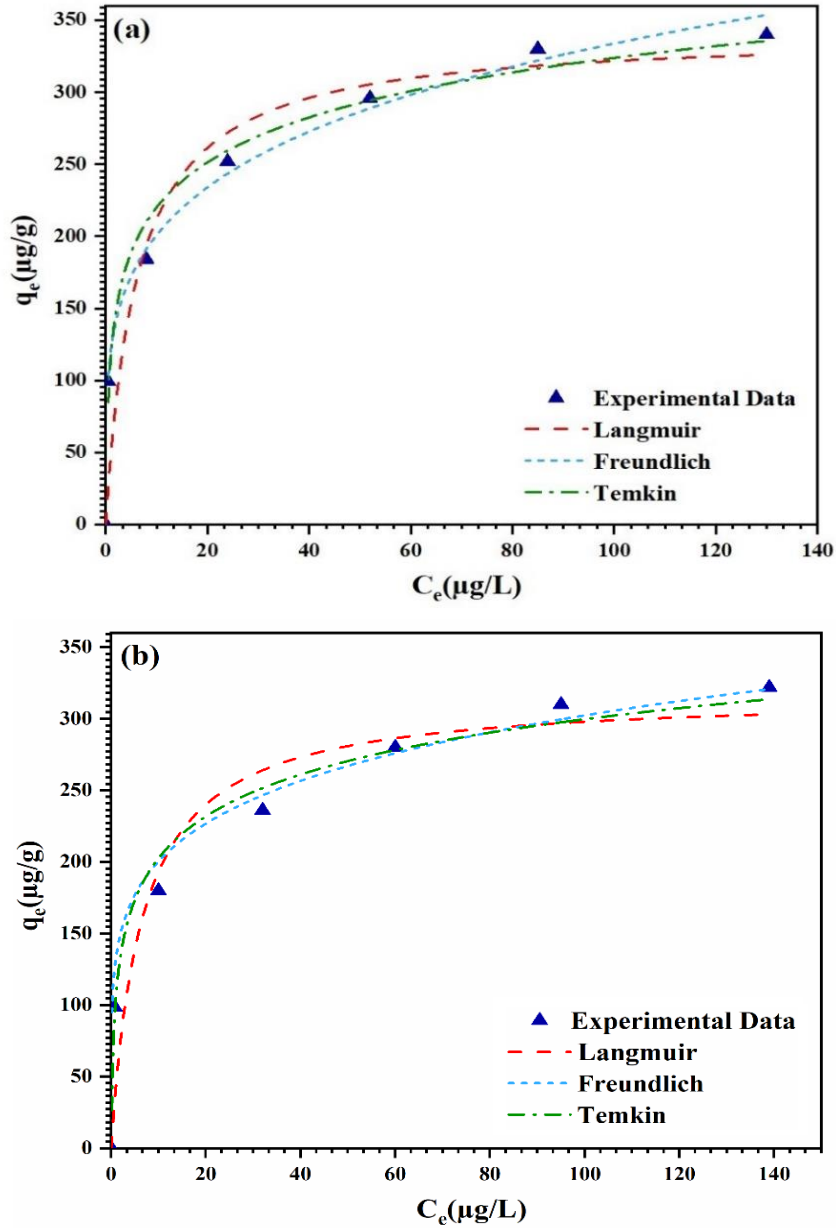 (a)
350
300
250
200
150
100
50
0
qₑ(µg/g)
Experimental Data
Langmuir
Freundlich
Temkin
0 20 40 60 80 100 120 140
Cₑ(µg/L)
(b)
350
300
250
200
150
100
50
0
qₑ(µg/g)
Experimental Data
Langmuir
Freundlich
Temkin
0 20 40 60 80 100 120 140
Cₑ(µg/L)